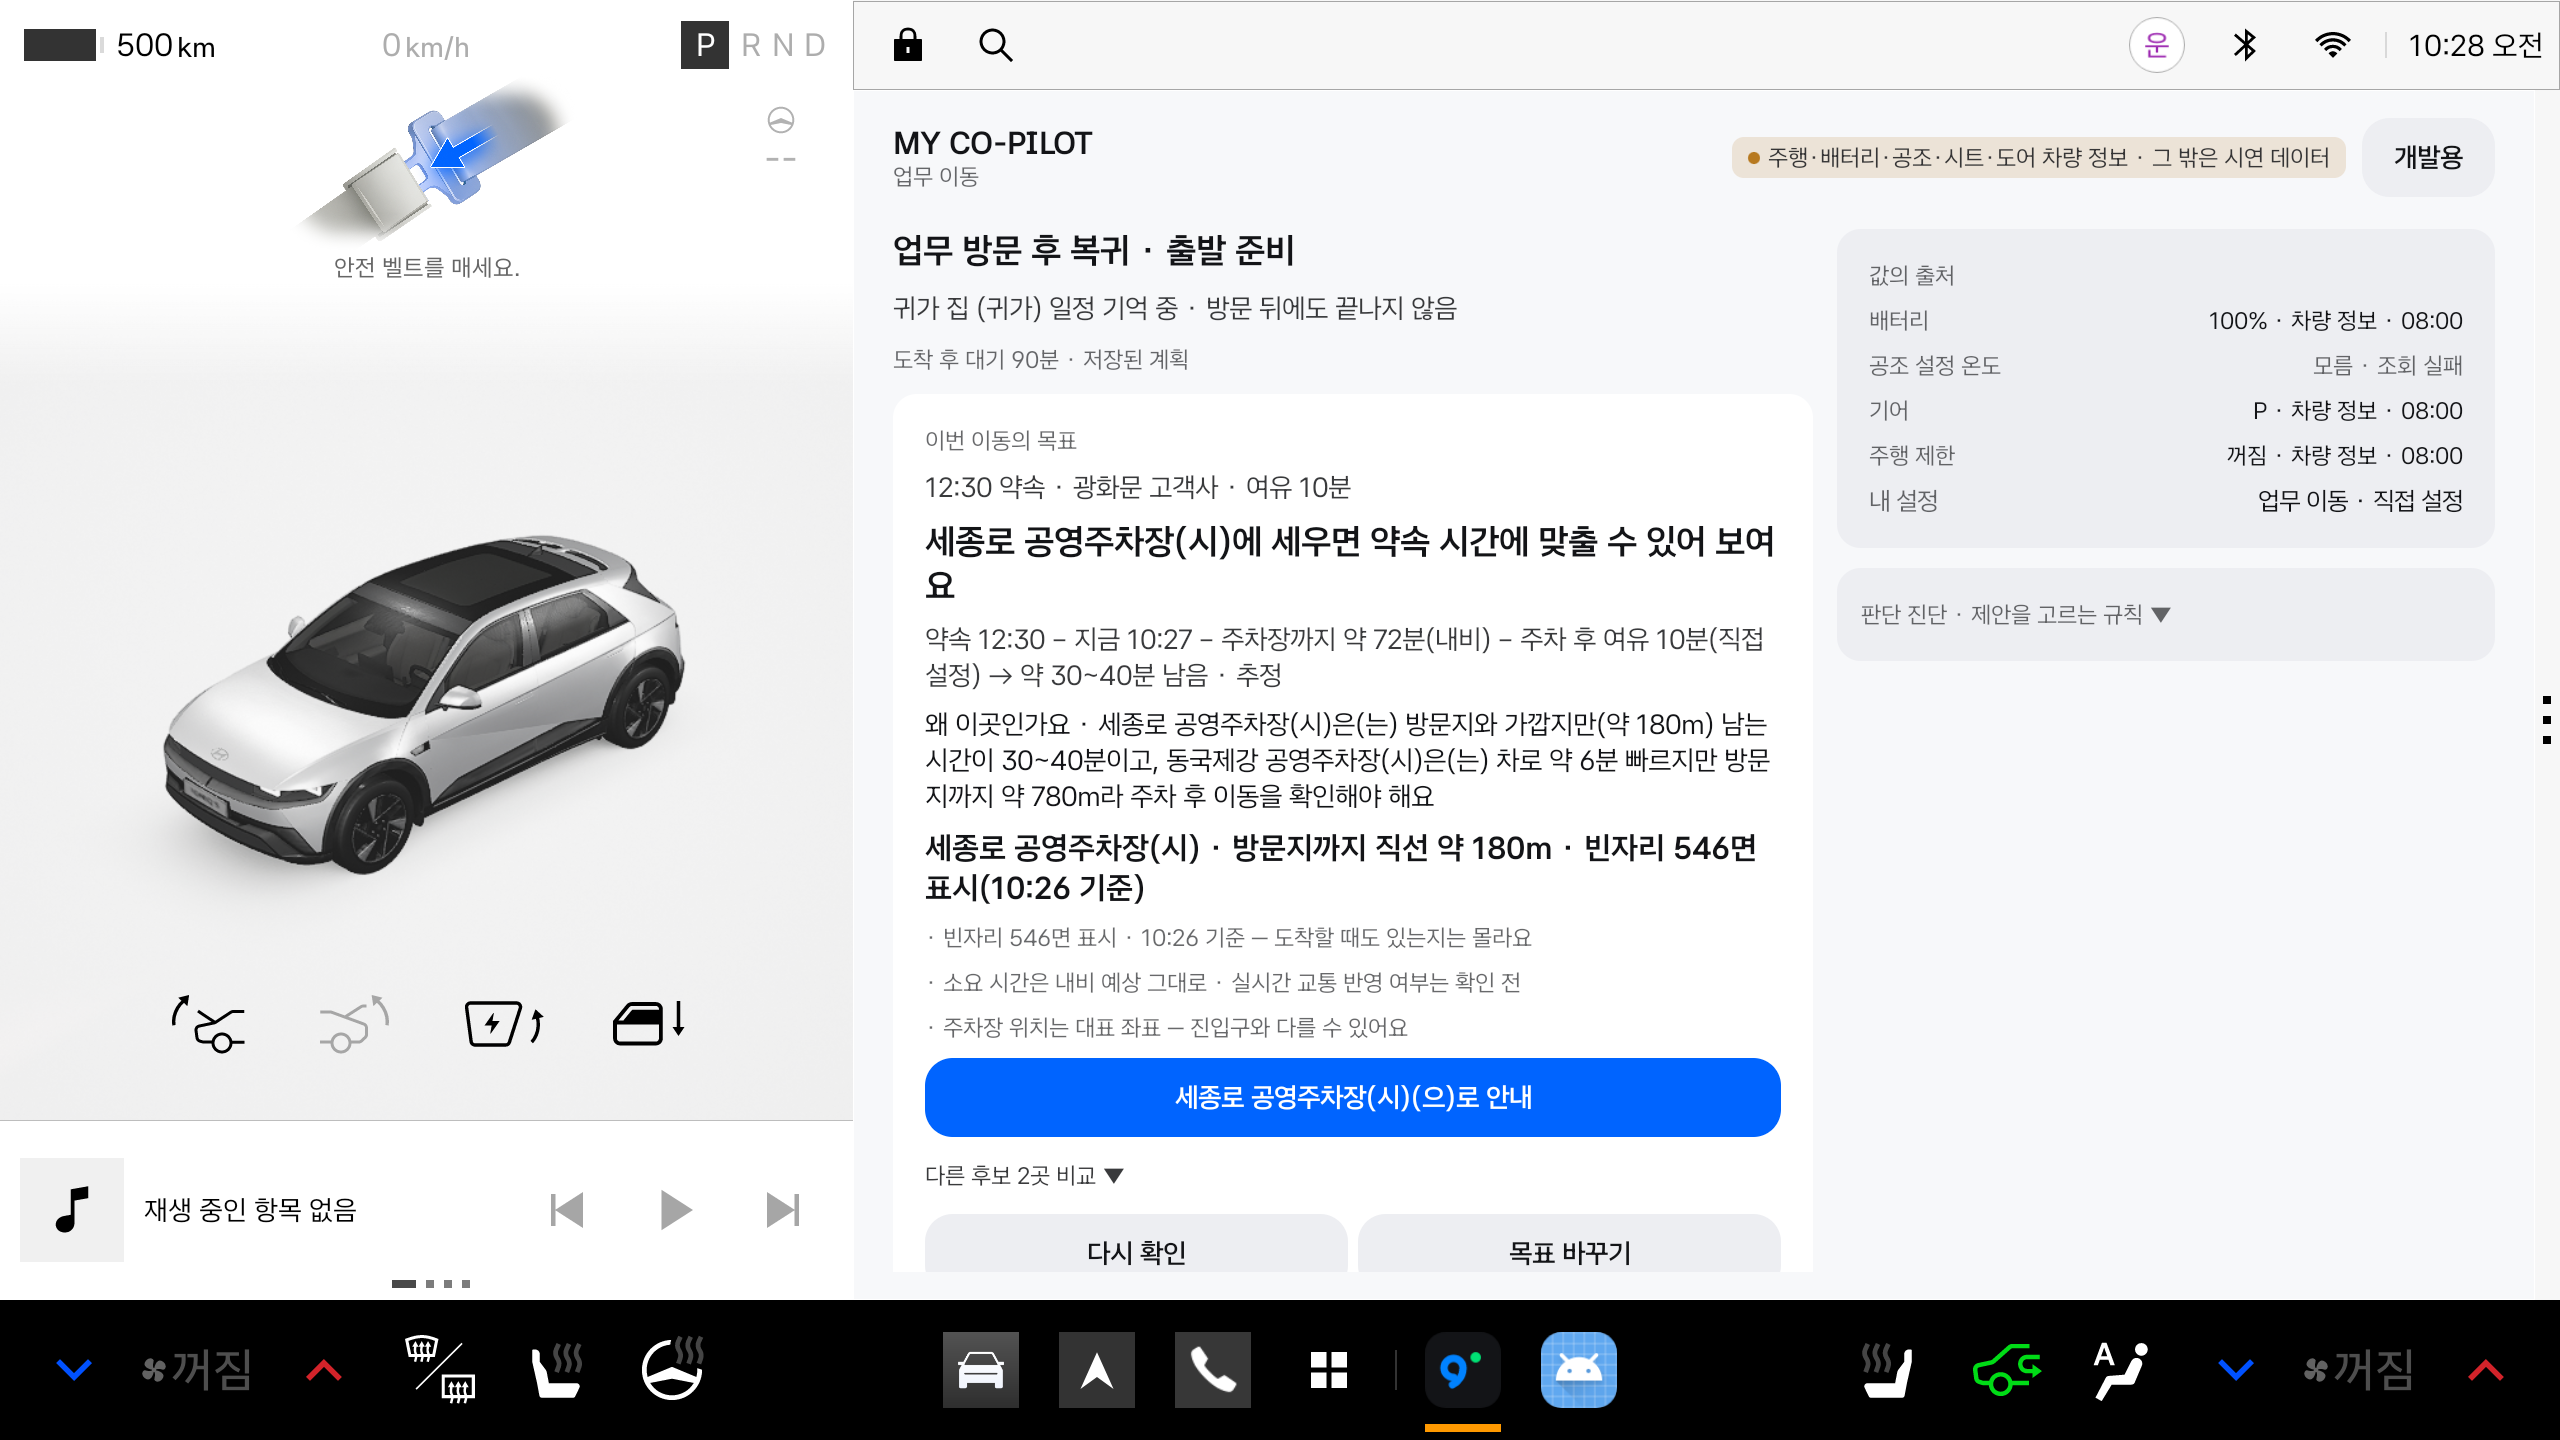 500 km
0 km/h
P R N D
10:28 오전
운
안전 벨트를 매세요.
재생 중인 항목 없음
MY CO-PILOT
업무 이동
주행·배터리·공조·시트·도어 차량 정보 · 그 밖은 시연 데이터
개발용
업무 방문 후 복귀 · 출발 준비
귀가 집 (귀가) 일정 기억 중 · 방문 뒤에도 끝나지 않음
도착 후 대기 90분 · 저장된 계획
이번 이동의 목표
12:30 약속 · 광화문 고객사 · 여유 10분
세종로 공영주차장(시)에 세우면 약속 시간에 맞출 수 있어 보여
요
약속 12:30 – 지금 10:27 – 주차장까지 약 72분(내비) – 주차 후 여유 10분(직접
설정) → 약 30~40분 남음 · 추정
왜 이곳인가요 · 세종로 공영주차장(시)은(는) 방문지와 가깝지만(약 180m) 남는
시간이 30~40분이고, 동국제강 공영주차장(시)은(는) 차로 약 6분 빠르지만 방문
지까지 약 780m라 주차 후 이동을 확인해야 해요
세종로 공영주차장(시) · 방문지까지 직선 약 180m · 빈자리 546면
표시(10:26 기준)
· 빈자리 546면 표시 · 10:26 기준 — 도착할 때도 있는지는 몰라요
· 소요 시간은 내비 예상 그대로 · 실시간 교통 반영 여부는 확인 전
· 주차장 위치는 대표 좌표 — 진입구와 다를 수 있어요
세종로 공영주차장(시)(으)로 안내
다른 후보 2곳 비교 ▼
다시 확인
목표 바꾸기
값의 출처
배터리 100% · 차량 정보 · 08:00
공조 설정 온도 모름 · 조회 실패
기어 P · 차량 정보 · 08:00
주행 제한 꺼짐 · 차량 정보 · 08:00
내 설정 업무 이동 · 직접 설정
판단 진단 · 제안을 고르는 규칙 ▼
꺼짐
A
꺼짐